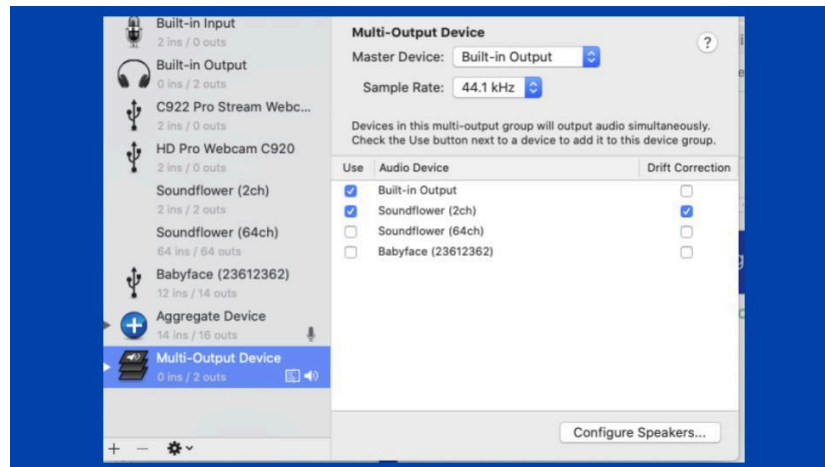 Built-in Input
2 ins / 0 outs
Built-in Output
0 ins / 2 outs
C922 Pro Stream Webc...
2 ins / 0 outs
HD Pro Webcam C920
2 ins / 0 outs
Soundflower (2ch)
2 ins / 2 outs
Soundflower (64ch)
64 ins / 64 outs
Babyface (23612362)
12 ins / 14 outs
Aggregate Device
14 ins / 16 outs
Multi-Output Device
0 ins / 2 outs
Multi-Output Device
?
Master Device: Built-in Output
Sample Rate: 44.1 kHz
Devices in this multi-output group will output audio simultaneously.
Check the Use button next to a device to add it to this device group.
Use Audio Device Drift Correction
Built-in Output
Soundflower (2ch)
Soundflower (64ch)
Babyface (23612362)
Configure Speakers...